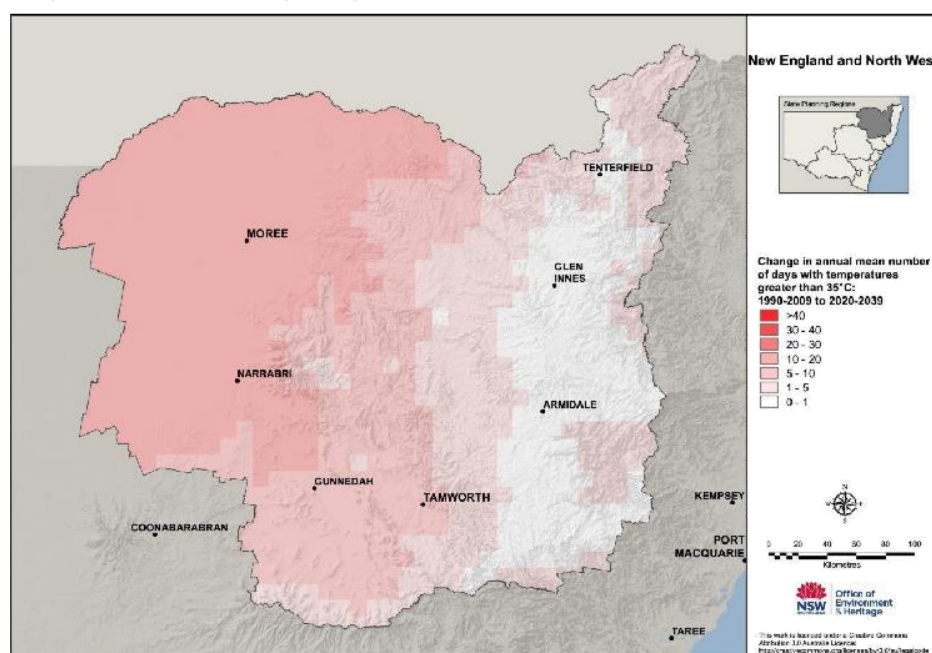 New England and North Wes
State Planning Regions
TENTERFIELD
MOREE
GLEN
INNES
Change in annual mean number
of days with temperatures
greater than 35°C:
1990-2009 to 2020-2039
>40
30 - 40
20 - 30
10 - 20
5 - 10
1 - 5
0 - 1
NARRABRI
ARMIDALE
GUNNEDAH
TAMWORTH
KEMPSEY
COONABARABRAN
PORT
MACQUARIE
N
W
E
S
0 20 40 60 80 100
Kilometres
NSW
GOVERNMENT
Office of
Environment
& Heritage
TAREE
This work is licensed under a Creative Commons
Attribution 3.0 Australia Licence: